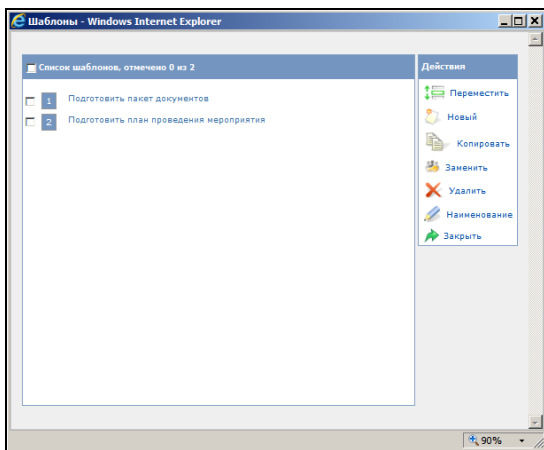 Шаблоны - Windows Internet Explorer
Список шаблонов, отмечено 0 из 2
1 Подготовить пакет документов
2 Подготовить план проведения мероприятия
Действия
Переместить
Новый
Копировать
Заменить
Удалить
Наименование
Закрыть
90%